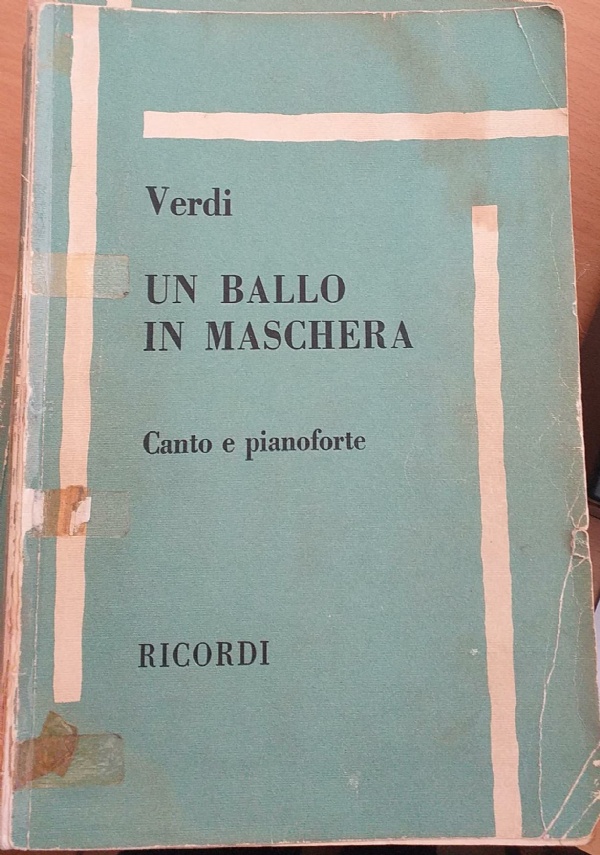 Verdi
UN BALLO
IN MASCHERA
Canto e pianoforte
RICORDI